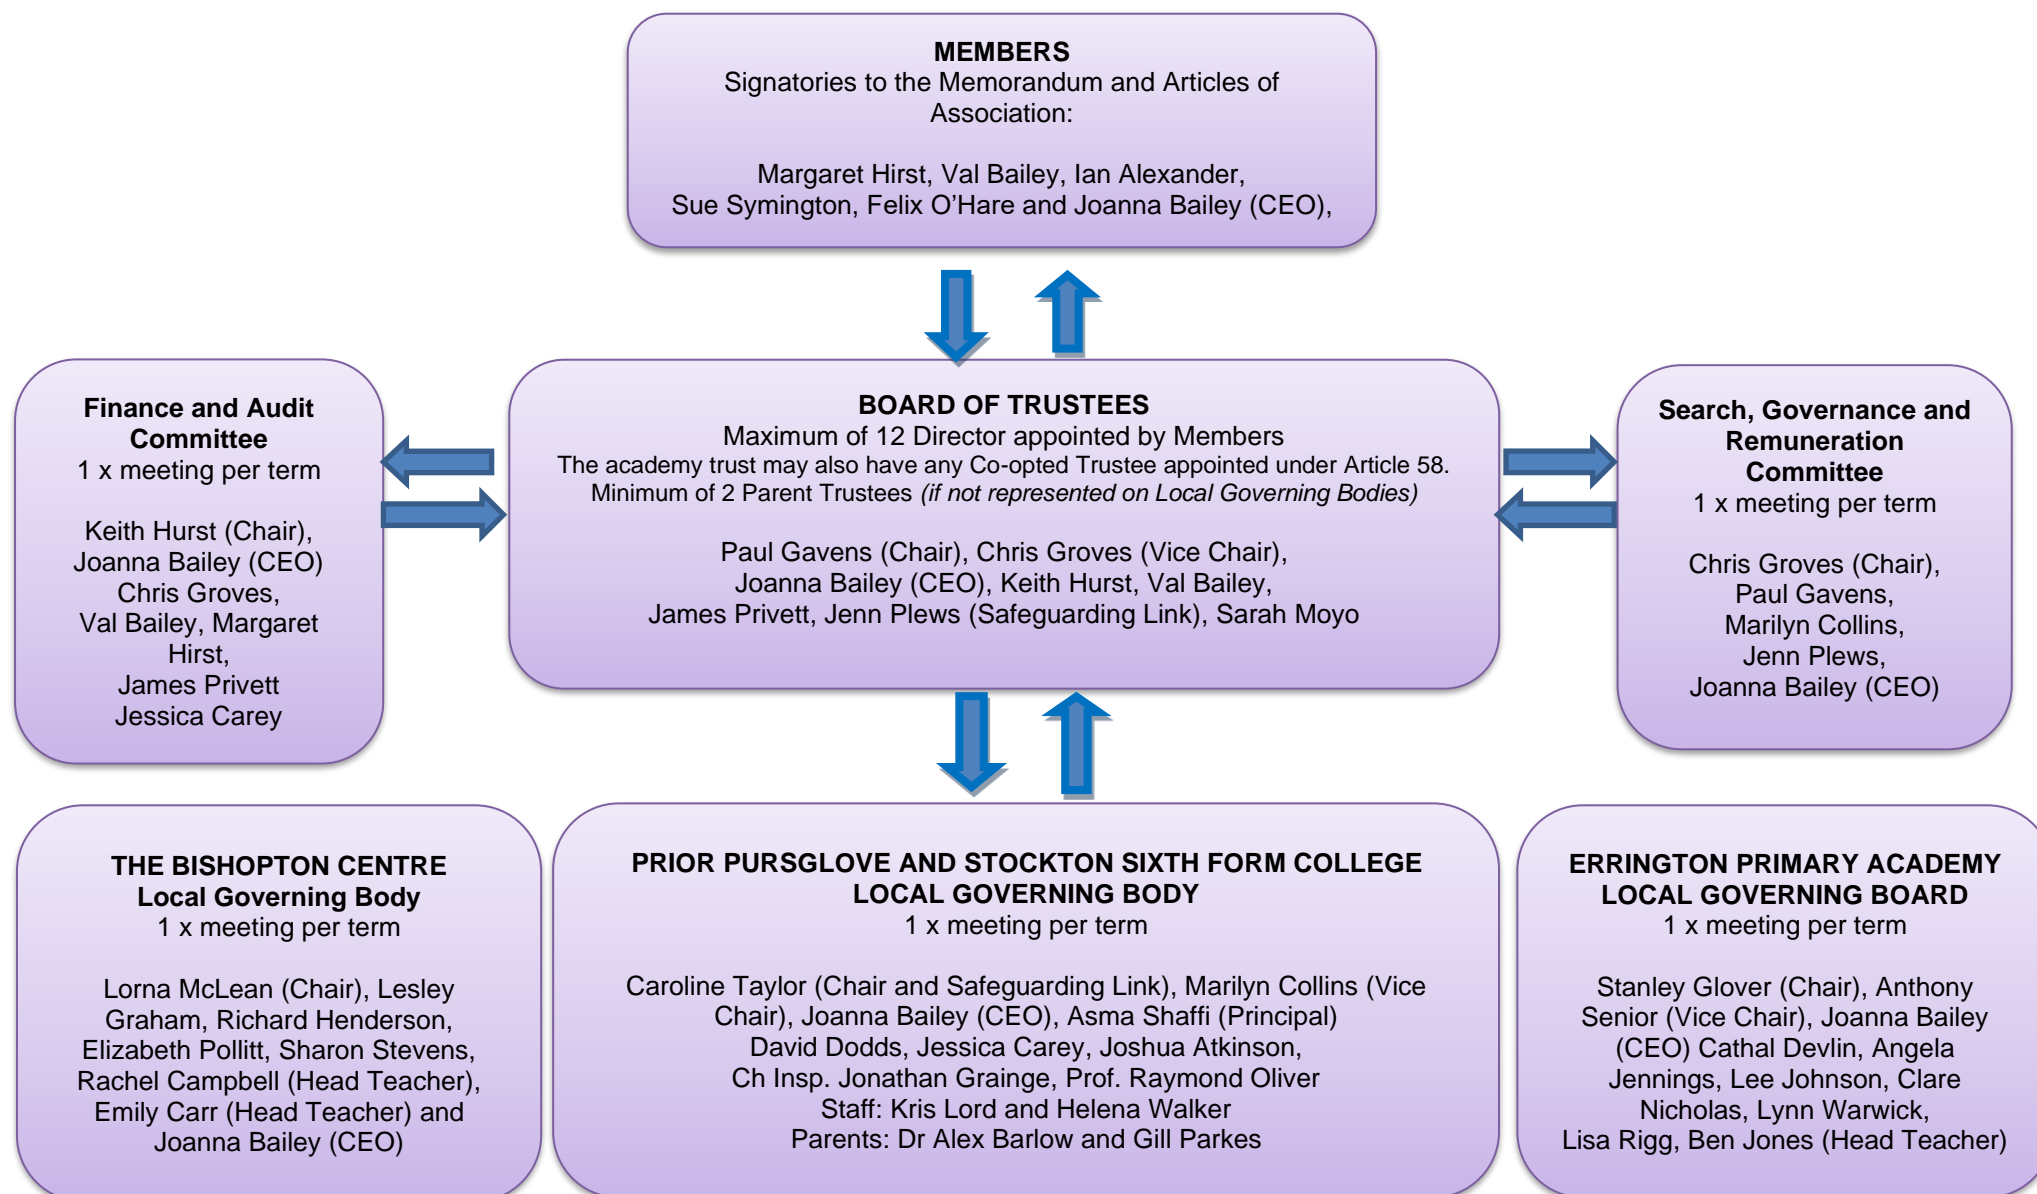 MEMBERS
Signatories to the Memorandum and Articles of
Association:
Margaret Hirst, Val Bailey, Ian Alexander,
Sue Symington, Felix O’Hare and Joanna Bailey (CEO),
Finance and Audit
Committee
1 x meeting per term
Keith Hurst (Chair),
Joanna Bailey (CEO)
Chris Groves,
Val Bailey, Margaret
Hirst,
James Privett
Jessica Carey
BOARD OF TRUSTEES
Maximum of 12 Director appointed by Members
The academy trust may also have any Co-opted Trustee appointed under Article 58.
Minimum of 2 Parent Trustees (if not represented on Local Governing Bodies)
Paul Gavens (Chair), Chris Groves (Vice Chair),
Joanna Bailey (CEO), Keith Hurst, Val Bailey,
James Privett, Jenn Plews (Safeguarding Link), Sarah Moyo
Search, Governance and
Remuneration
Committee
1 x meeting per term
Chris Groves (Chair),
Paul Gavens,
Marilyn Collins,
Jenn Plews,
Joanna Bailey (CEO)
THE BISHOPTON CENTRE
Local Governing Body
1 x meeting per term
Lorna McLean (Chair), Lesley
Graham, Richard Henderson,
Elizabeth Pollitt, Sharon Stevens,
Rachel Campbell (Head Teacher),
Emily Carr (Head Teacher) and
Joanna Bailey (CEO)
PRIOR PURSGLOVE AND STOCKTON SIXTH FORM COLLEGE
LOCAL GOVERNING BODY
1 x meeting per term
Caroline Taylor (Chair and Safeguarding Link), Marilyn Collins (Vice
Chair), Joanna Bailey (CEO), Asma Shaffi (Principal)
David Dodds, Jessica Carey, Joshua Atkinson,
Ch Insp. Jonathan Grainge, Prof. Raymond Oliver
Staff: Kris Lord and Helena Walker
Parents: Dr Alex Barlow and Gill Parkes
ERRINGTON PRIMARY ACADEMY
LOCAL GOVERNING BOARD
1 x meeting per term
Stanley Glover (Chair), Anthony
Senior (Vice Chair), Joanna Bailey
(CEO) Cathal Devlin, Angela
Jennings, Lee Johnson, Clare
Nicholas, Lynn Warwick,
Lisa Rigg, Ben Jones (Head Teacher)